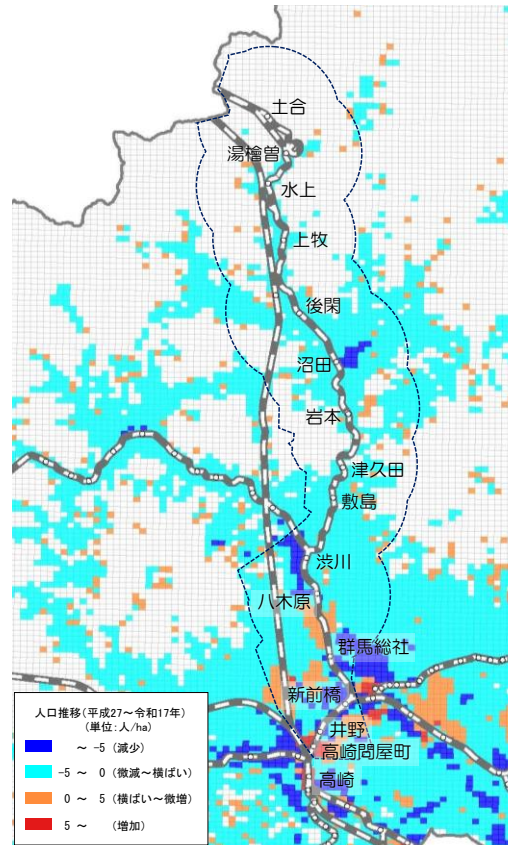 土合
湯檜曽
水上
上牧
後閑
沼田
岩本
津久田
敷島
渋川
八木原
群馬総社
新前橋
井野
高崎問屋町
高崎
人口推移(平成27~令和17年)
(単位:人/ha)
~ -5 (減少)
-5 ~ 0 (微減~横ばい)
0 ~ 5 (横ばい~微増)
5 ~ (増加)